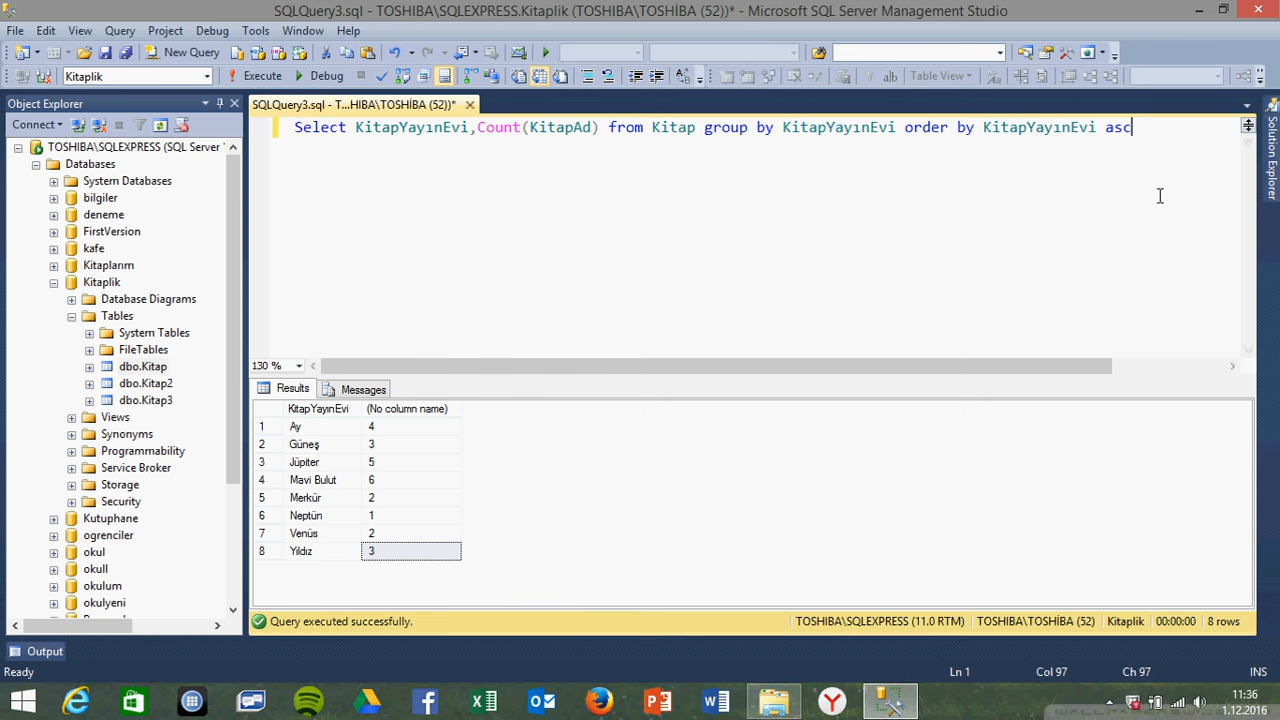 SQLQuery3.sql - TOSHIBA\SQLEXPRESS.Kitaplik (TOSHIBA\TOSHİBA (52))* - Microsoft SQL Server Management Studio
File Edit View Query Project Debug Tools Window Help
New Query
Kitaplik Execute Debug Table View
Object Explorer
SQLQuery3.sql - T...HIBA\TOSHİBA (52))*
Connect
Select KitapYayınEvi,Count(KitapAd) from Kitap group by KitapYayınEvi order by KitapYayınEvi asc
Solution Explorer
TOSHIBA\SQLEXPRESS (SQL Server
Databases
System Databases
bilgiler
deneme
FirstVersion
kafe
Kitaplarım
Kitaplik
Database Diagrams
Tables
System Tables
FileTables
dbo.Kitap
dbo.Kitap2
dbo.Kitap3
Views
Synonyms
Programmability
Service Broker
Storage
Security
Kutuphane
ogrenciler
okul
okull
okulum
okulyeni
130 %
Results Messages
KitapYayınEvi (No column name)
1 Ay 4
2 Güneş 3
3 Jüpiter 5
4 Mavi Bulut 6
5 Merkür 2
6 Neptün 1
7 Venüs 2
8 Yıldız 3
Query executed successfully. TOSHIBA\SQLEXPRESS (11.0 RTM) TOSHIBA\TOSHİBA (52) Kitaplik 00:00:00 8 rows
Output
Ready Ln 1 Col 97 Ch 97 INS
11:36
1.12.2016